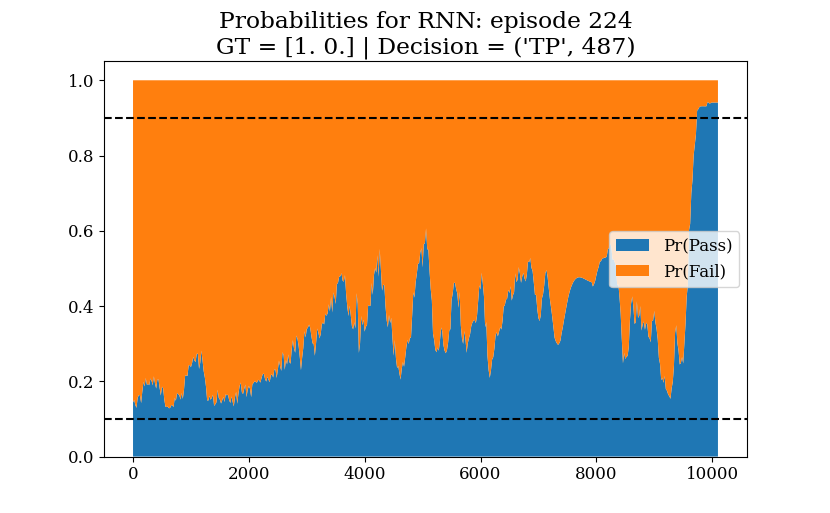 Probabilities for RNN: episode 224
GT = [1. 0.] | Decision = ('TP', 487)
1.0
0.8
0.6
0.4
0.2
0.0
Pr(Pass)
Pr(Fail)
0 2000 4000 6000 8000 10000